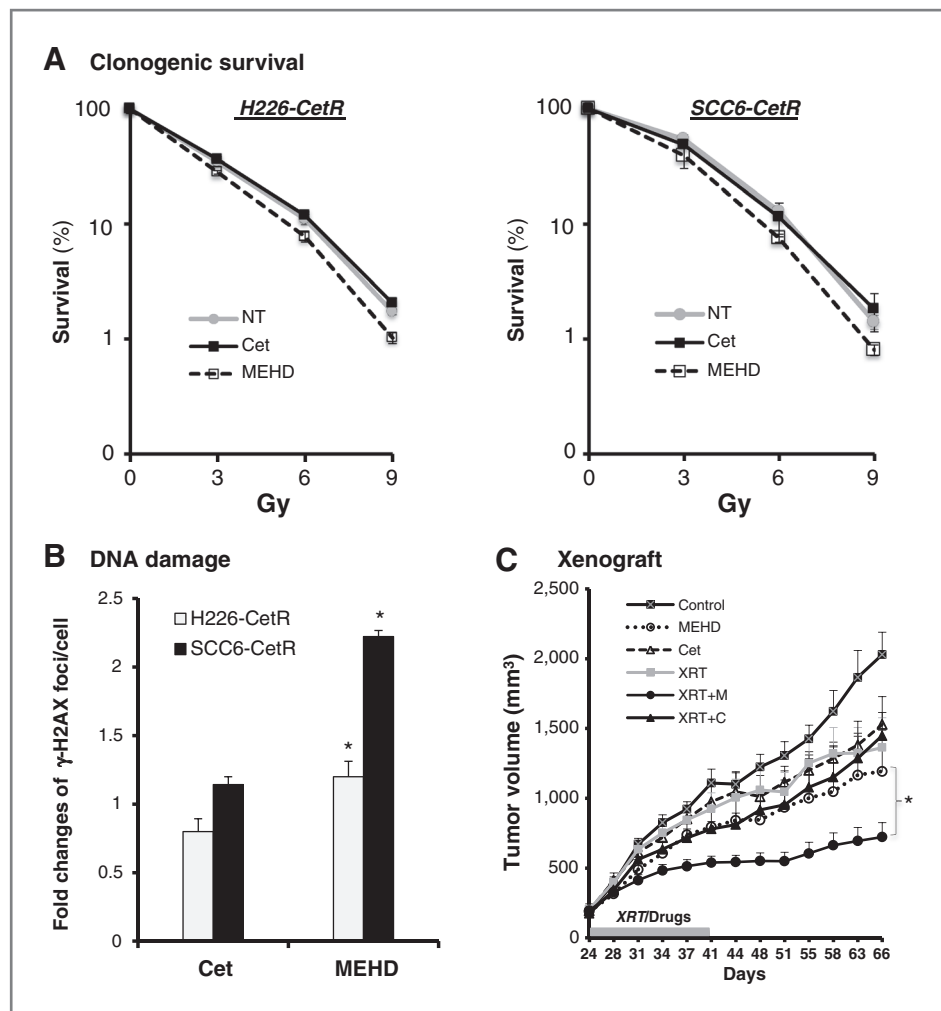 A Clonogenic survival
H226-CetR
100
10
1
0
Survival (%)
NT
Cet
MEHD
0 3 6 9
Gy
SCC6-CetR
100
10
1
0
Survival (%)
NT
Cet
MEHD
0 3 6 9
Gy
B DNA damage
2.5
2
1.5
1
0.5
0
Fold changes of γ-H2AX foci/cell
H226-CetR
SCC6-CetR
*
*
Cet MEHD
C Xenograft
2,500
2,000
1,500
1,000
500
0
Tumor volume (mm³)
Control
MEHD
Cet
XRT
XRT+M
XRT+C
*
XRT/Drugs
24 28 31 34 37 41 44 48 51 55 58 63 66
Days